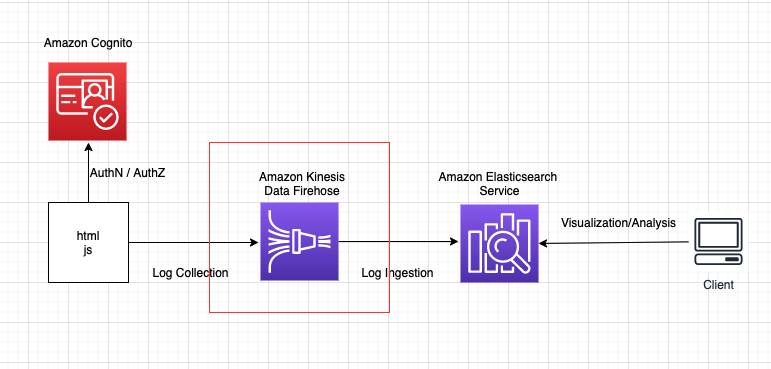 Amazon Cognito
AuthN / AuthZ
html
js
Log Collection
Amazon Kinesis
Data Firehose
Log Ingestion
Amazon Elasticsearch
Service
Visualization/Analysis
Client